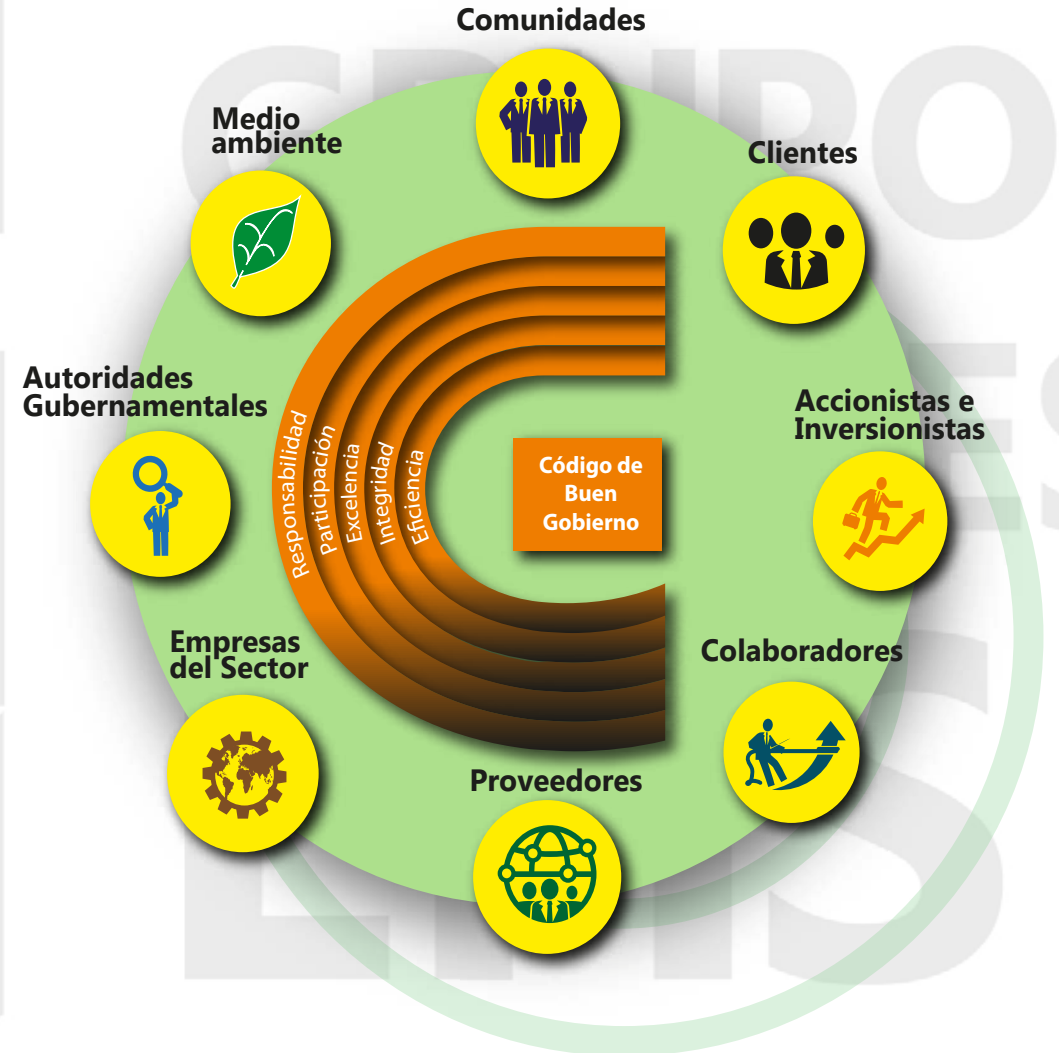 Comunidades
Medio
ambiente
Clientes
Autoridades
Gubernamentales
Accionistas e
Inversionistas
Responsabilidad
Participación
Excelencia
Integridad
Eficiencia
Código de
Buen
Gobierno
Empresas
del Sector
Colaboradores
Proveedores